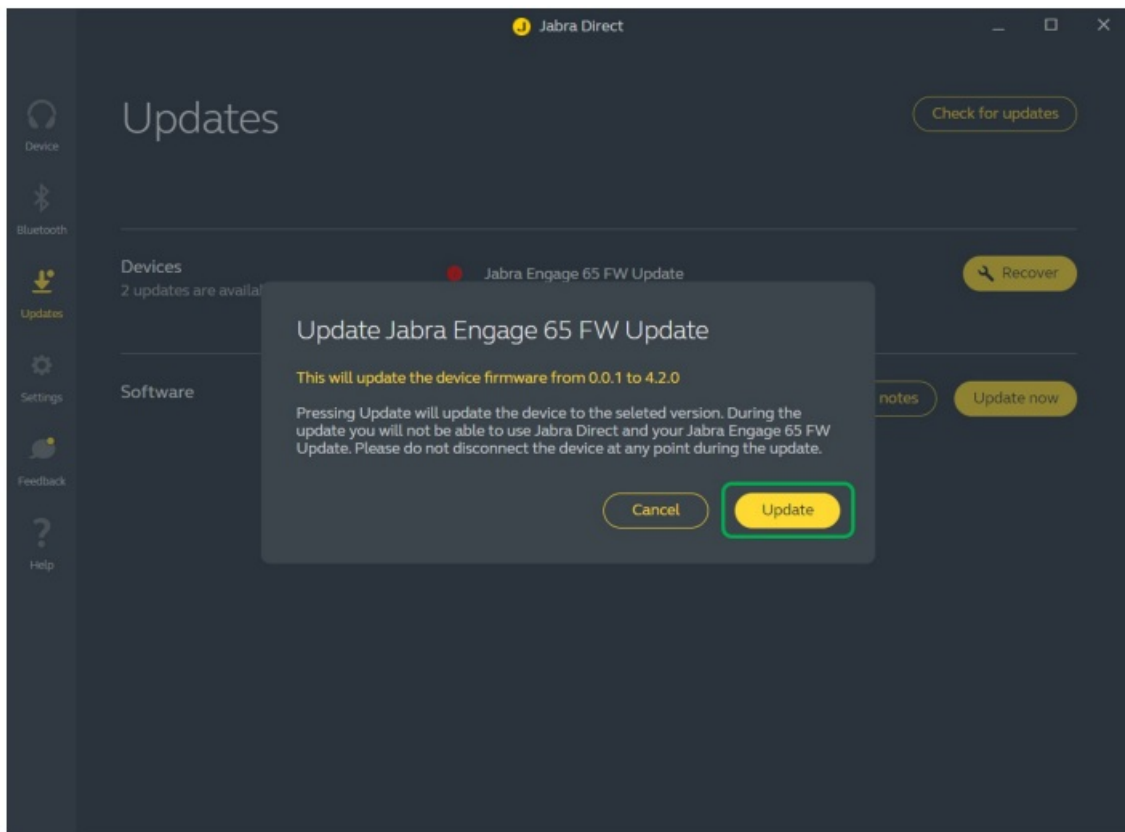 Jabra Direct
Updates
Check for updates
Device
Bluetooth
Devices
Jabra Engage 65 FW Update
Recover
2 updates are availal
Updates
Update Jabra Engage 65 FW Update
This will update the device firmware from 0.0.1 to 4.2.0
Settings
Software
notes
Update now
Pressing Update will update the device to the seleted version. During the
update you will not be able to use Jabra Direct and your Jabra Engage 65 FW
Update. Please do not disconnect the device at any point during the update.
Feedback
Cancel
Update
Help